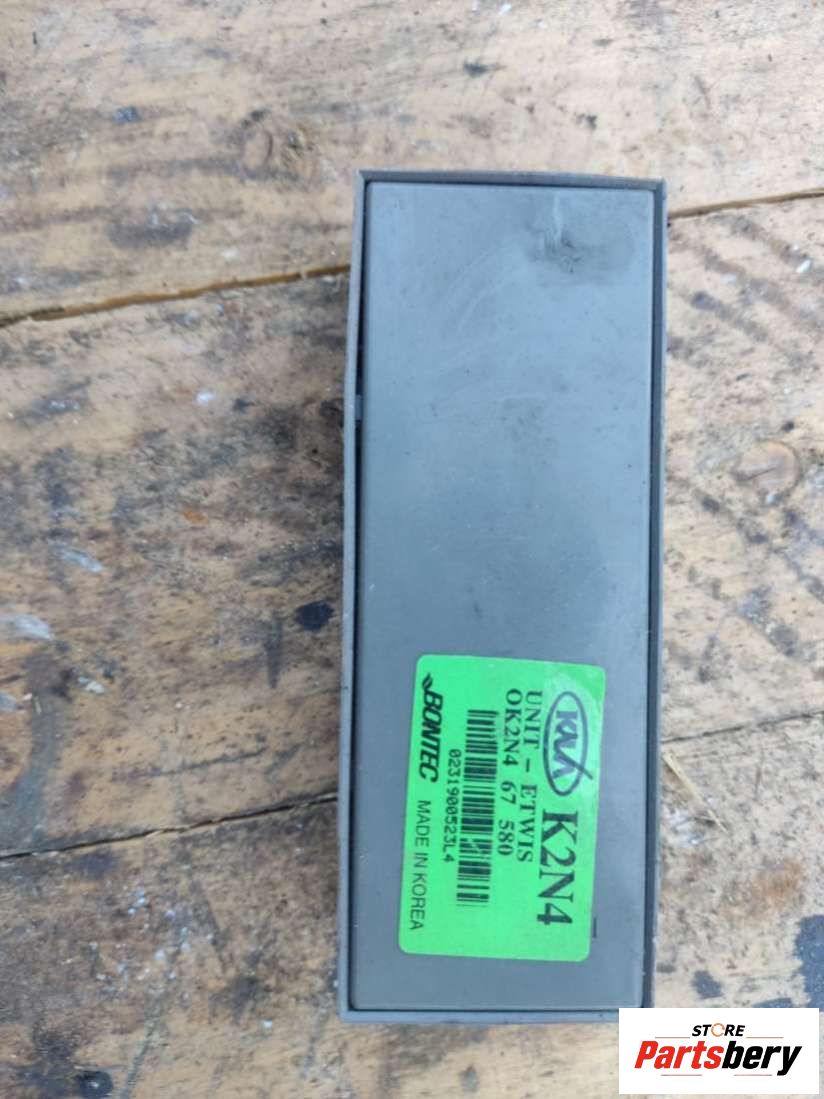 KIA K2N4
UNIT - ETWIS
OK2N4 67 580
0231900523L4
BONTEC MADE IN KOREA
STORE
Partsbery